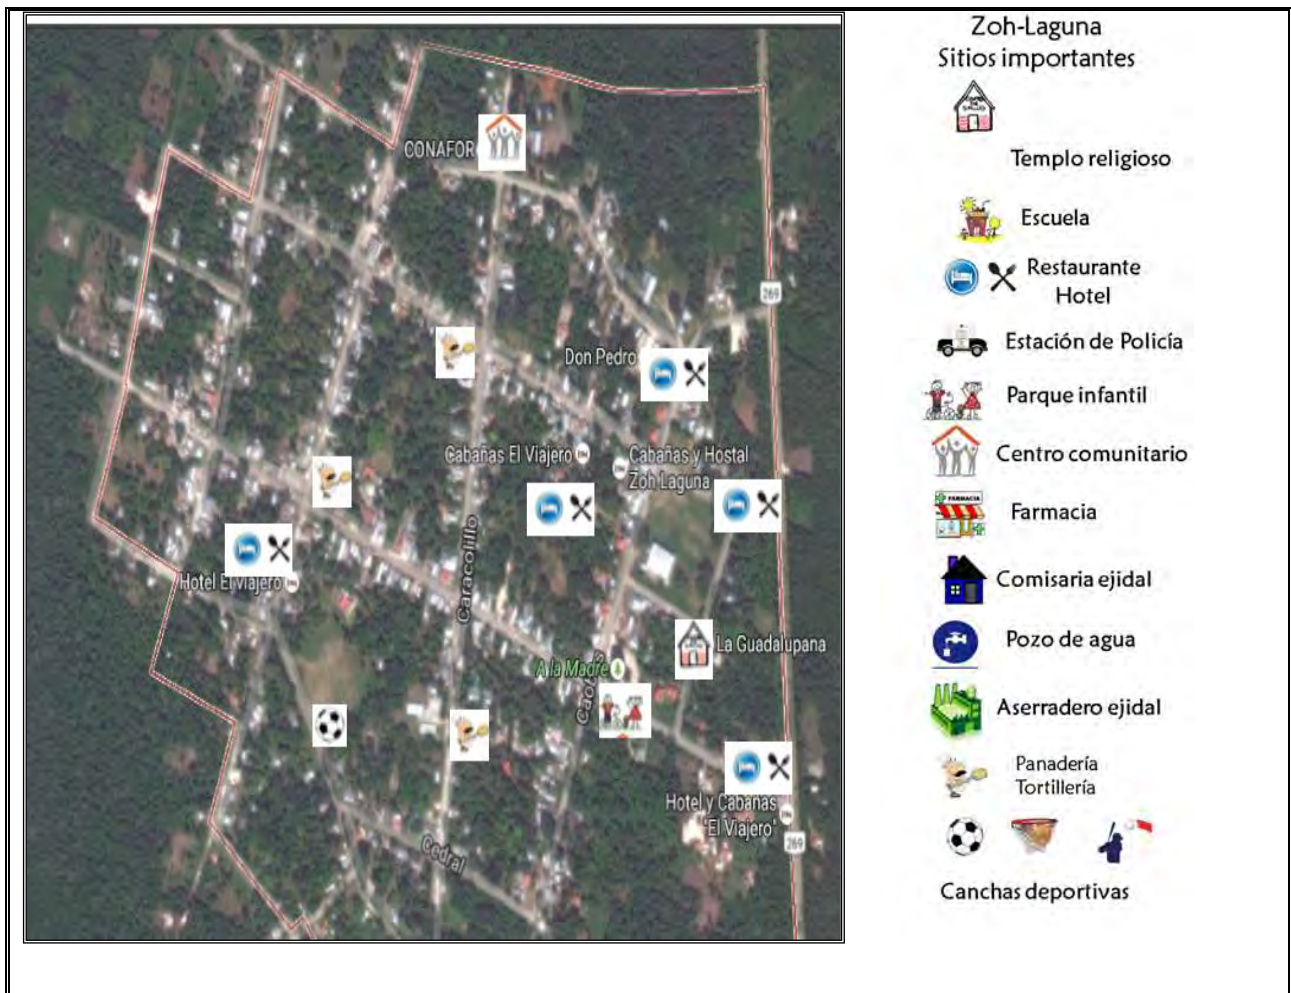 Zoh-Laguna
Sitios importantes
Templo religioso
Escuela
Restaurante
Hotel
Estación de Policía
Parque infantil
Centro comunitario
FARMACIA
Farmacia
Comisaria ejidal
Pozo de agua
Aserradero ejidal
Panadería
Tortillería
Canchas deportivas
CONAFOR
269
Don Pedro
Cabañas El Viajero
Cabañas y Hostal
Zoh Laguna
Caracolillo
Hotel El Viajero
La Guadalupana
A la Madre
Hotel y Cabañas
"El Viajero"
269
Cedral